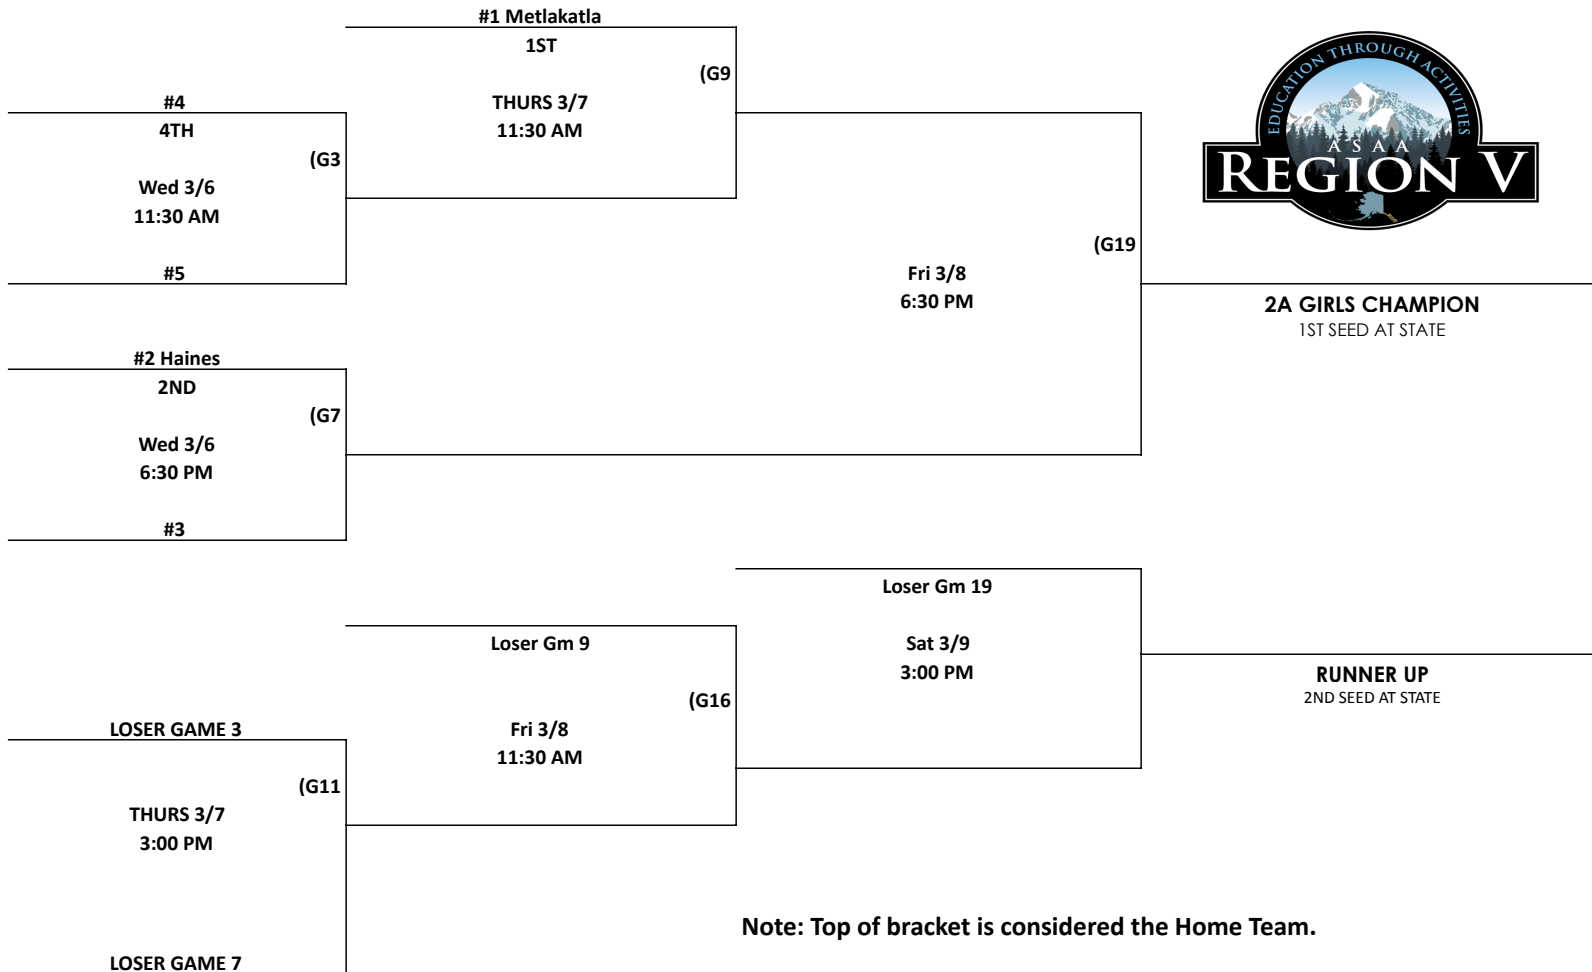 #1 Metlakatla
1ST
(G9
THURS 3/7
11:30 AM
#4
4TH
(G3
Wed 3/6
11:30 AM
#5
EDUCATION THROUGH ACTIVITIES
ASAA
REGION V
(G19
Fri 3/8
6:30 PM
2A GIRLS CHAMPION
1ST SEED AT STATE
#2 Haines
2ND
(G7
Wed 3/6
6:30 PM
#3
Loser Gm 19
Sat 3/9
3:00 PM
RUNNER UP
2ND SEED AT STATE
Loser Gm 9
(G16
Fri 3/8
11:30 AM
LOSER GAME 3
(G11
THURS 3/7
3:00 PM
LOSER GAME 7
Note: Top of bracket is considered the Home Team.